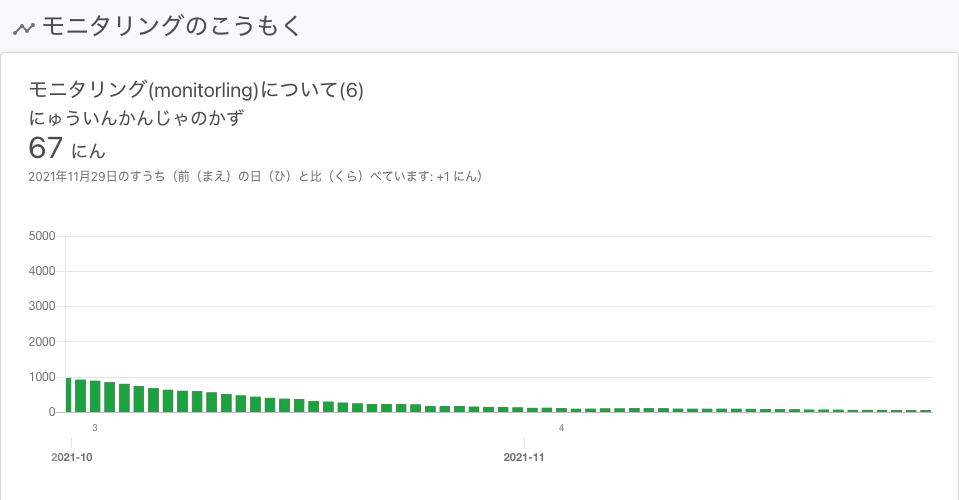 モニタリングのこうもく
モニタリング(monitorling)について(6)
にゅういんかんじゃのかず
67 にん
2021年11月29日のすうち（前（まえ）の日（ひ）と比（くら）べています: +1 にん）
5000
4000
3000
2000
1000
0
3
4
2021-10
2021-11